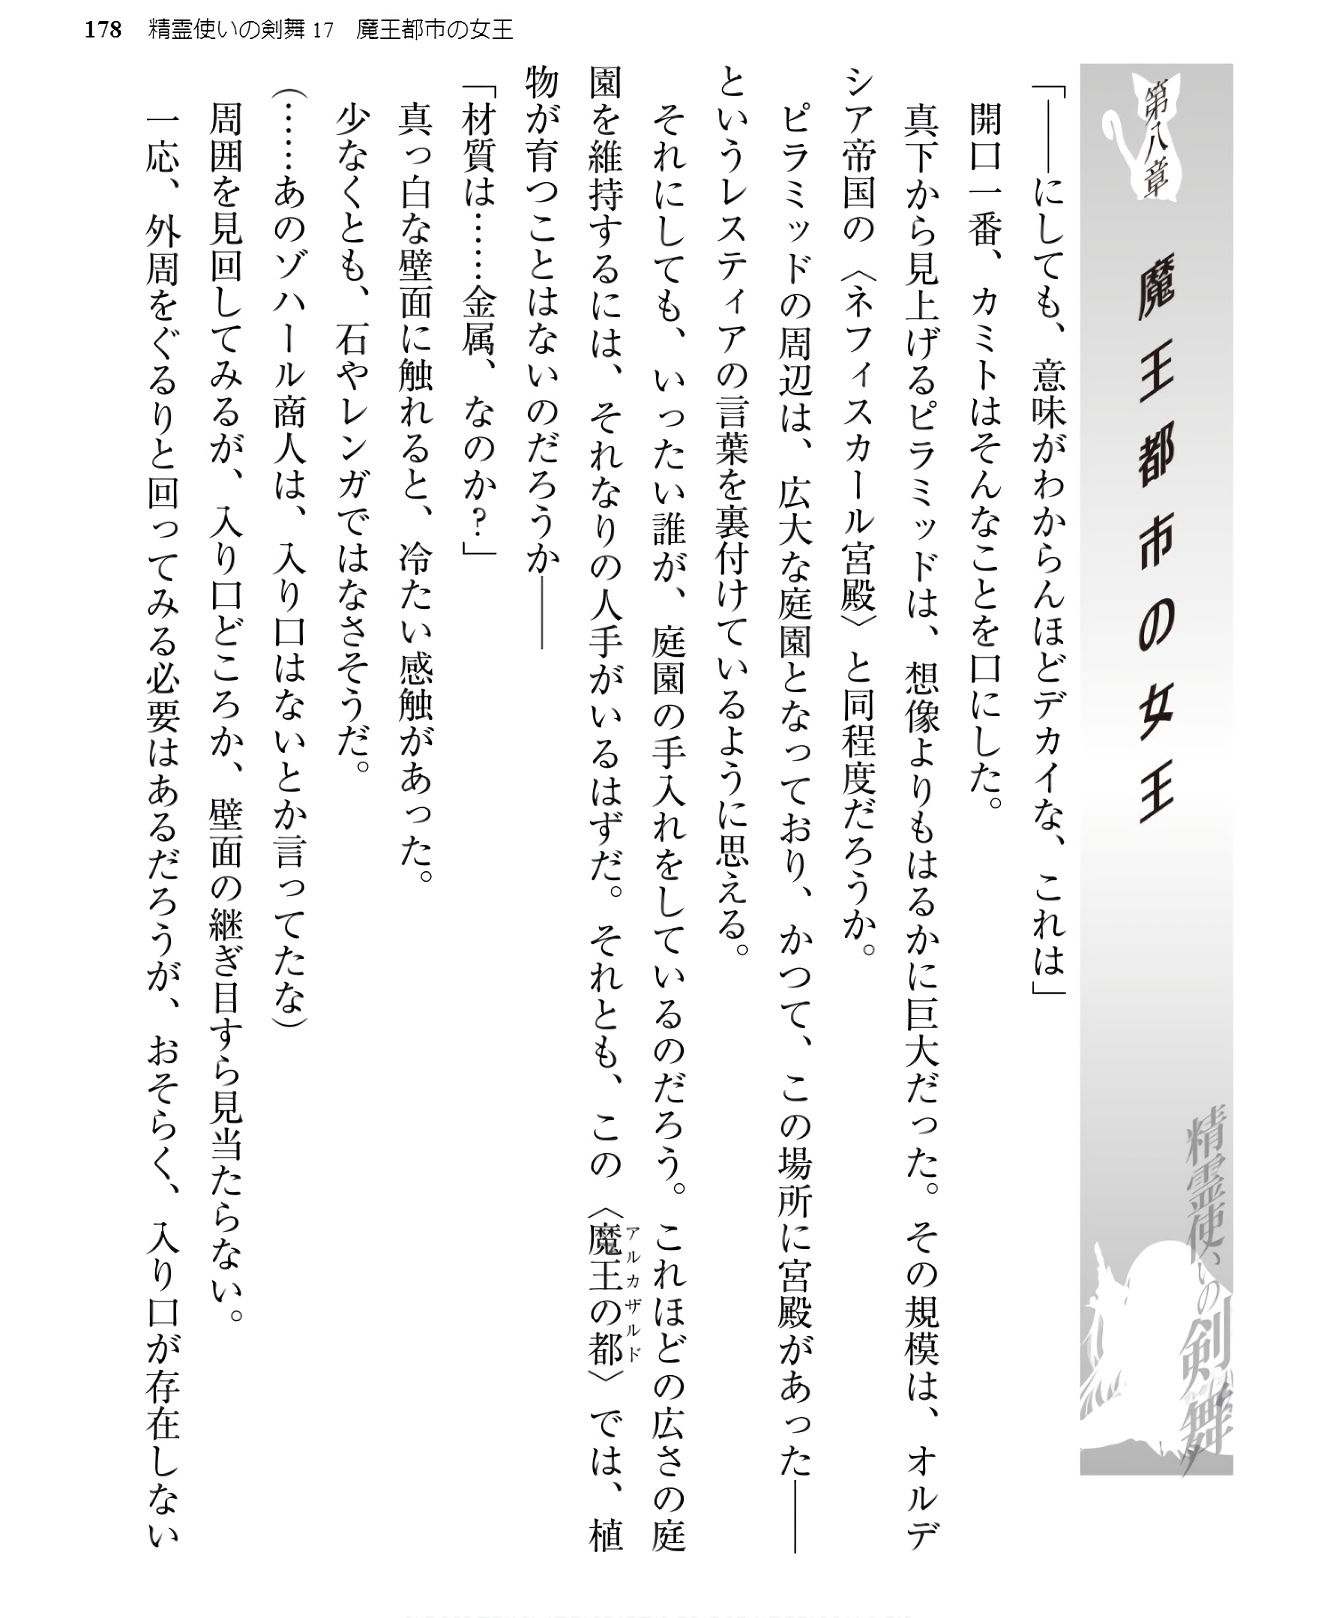 178 精霊使いの剣舞17 魔王都市の女王
第八章 魔王都市の女王
精霊使いの剣舞
「――にしても、意味がわからんほどデカイな、これは」
開口一番、カミトはそんなことを口にした。
真下から見上げるピラミッドは、想像よりもはるかに巨大だった。その規模は、オルデ
シア帝国の〈ネフィスカール宮殿〉と同程度だろうか。
ピラミッドの周辺は、広大な庭園となっており、かつて、この場所に宮殿があった――
というレスティアの言葉を裏付けているように思える。
それにしても、いったい誰が、庭園の手入れをしているのだろう。これほどの広さの庭
園を維持するには、それなりの人手がいるはずだ。それとも、この〈魔王の都〉では、植
アルカザルド
物が育つことはないのだろうか――
「材質は……金属、なのか?」
真っ白な壁面に触れると、冷たい感触があった。
少なくとも、石やレンガではなさそうだ。
(……あのゾハール商人は、入り口はないとか言ってたな)
周囲を見回してみるが、入り口どころか、壁面の継ぎ目すら見当たらない。
一応、外周をぐるりと回ってみる必要はあるだろうが、おそらく、入り口が存在しない